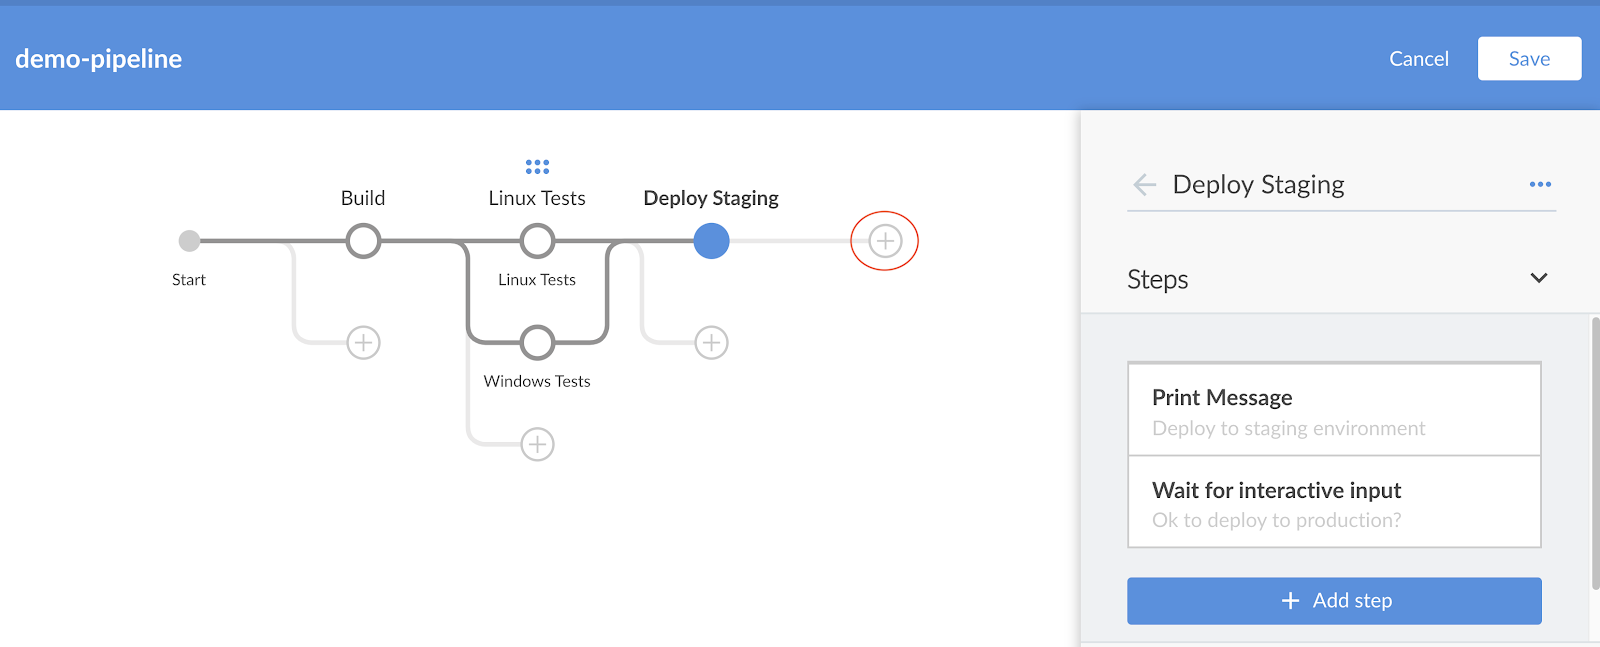 demo-pipeline
Cancel
Save
Build
Linux Tests
Deploy Staging
Start
Linux Tests
Windows Tests
Deploy Staging
Steps
Print Message
Deploy to staging environment
Wait for interactive input
Ok to deploy to production?
Add step